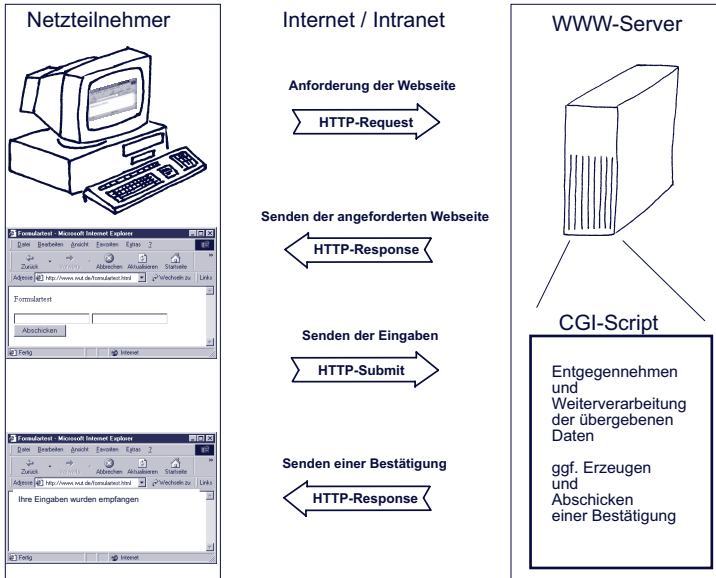 Netzteilnehmer
Internet / Intranet
WWW-Server
Anforderung der Webseite
HTTP-Request
Senden der angeforderten Webseite
HTTP-Response
Formulartest - Microsoft Internet Explorer
Datei Bearbeiten Ansicht Favoriten Extras ?
Zurück Vorwärts Abbrechen Aktualisieren Startseite »
Adresse http://www.wut.de/formulartest.html Wechseln zu Links
Formulartest
Abschicken
Fertig Internet
Senden der Eingaben
HTTP-Submit
CGI-Script
Entgegennehmen
und
Weiterverarbeitung
der übergebenen
Daten
ggf. Erzeugen
und
Abschicken
einer Bestätigung
Formulartest - Microsoft Internet Explorer
Datei Bearbeiten Ansicht Favoriten Extras ?
Zurück Vorwärts Abbrechen Aktualisieren Startseite »
Adresse http://www.wut.de/formulartest.html Wechseln zu Links
Ihre Eingaben wurden empfangen
Fertig Internet
Senden einer Bestätigung
HTTP-Response